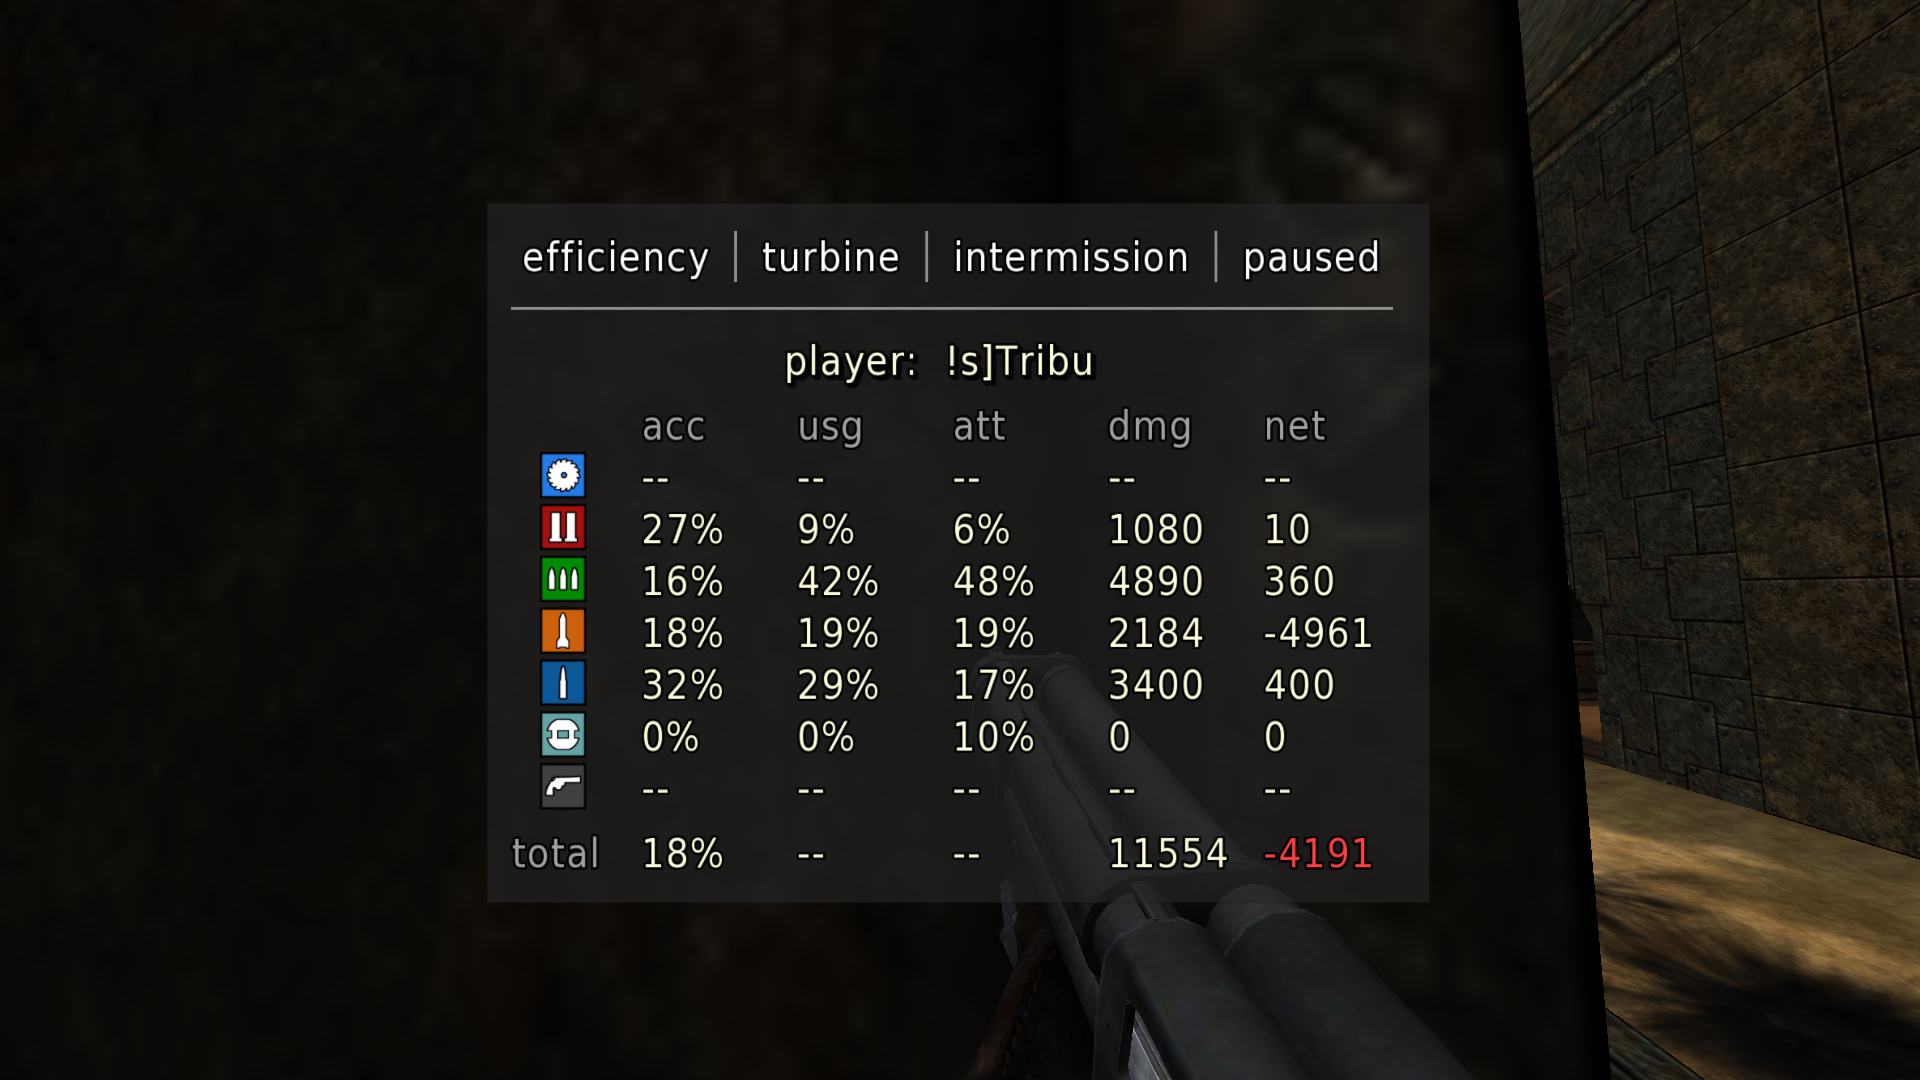 efficiency | turbine | intermission | paused
player: !s]Tribu
acc usg att dmg net
-- -- -- -- --
27% 9% 6% 1080 10
16% 42% 48% 4890 360
18% 19% 19% 2184 -4961
32% 29% 17% 3400 400
0% 0% 10% 0 0
-- -- -- -- --
total 18% -- -- 11554 -4191